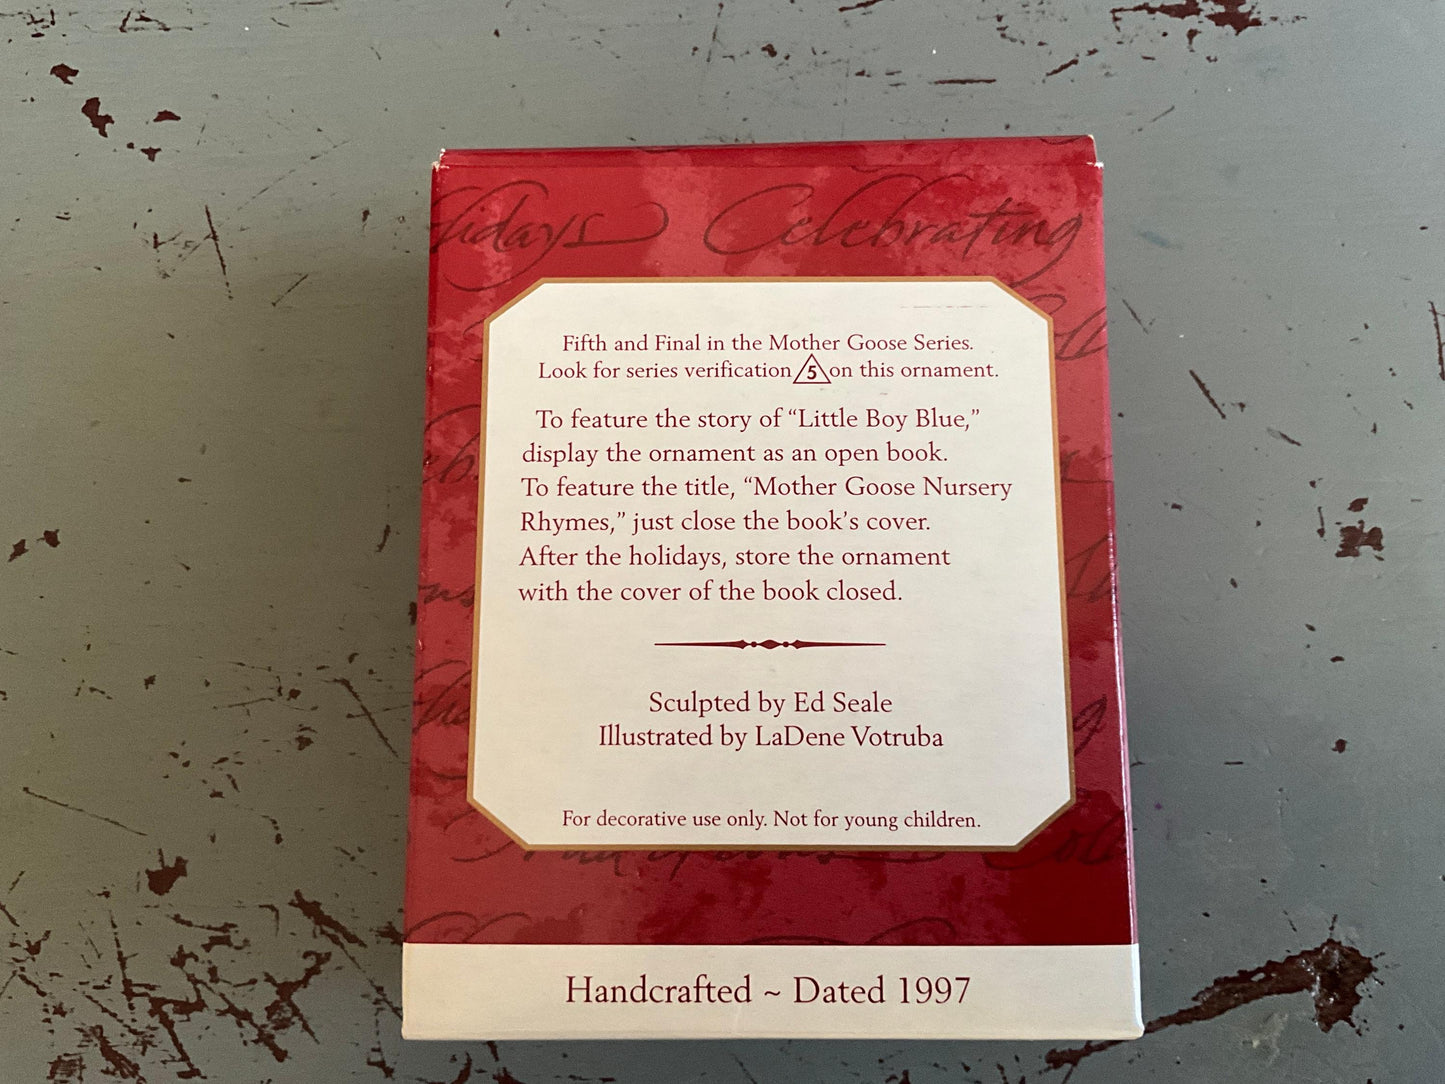 Holidays Celebrating
Fifth and Final in the Mother Goose Series.
Look for series verification 5 on this ornament.
To feature the story of “Little Boy Blue,”
display the ornament as an open book.
To feature the title, “Mother Goose Nursery
Rhymes,” just close the book’s cover.
After the holidays, store the ornament
with the cover of the book closed.
Sculpted by Ed Seale
Illustrated by LaDene Votruba
For decorative use only. Not for young children.
Handcrafted ~ Dated 1997